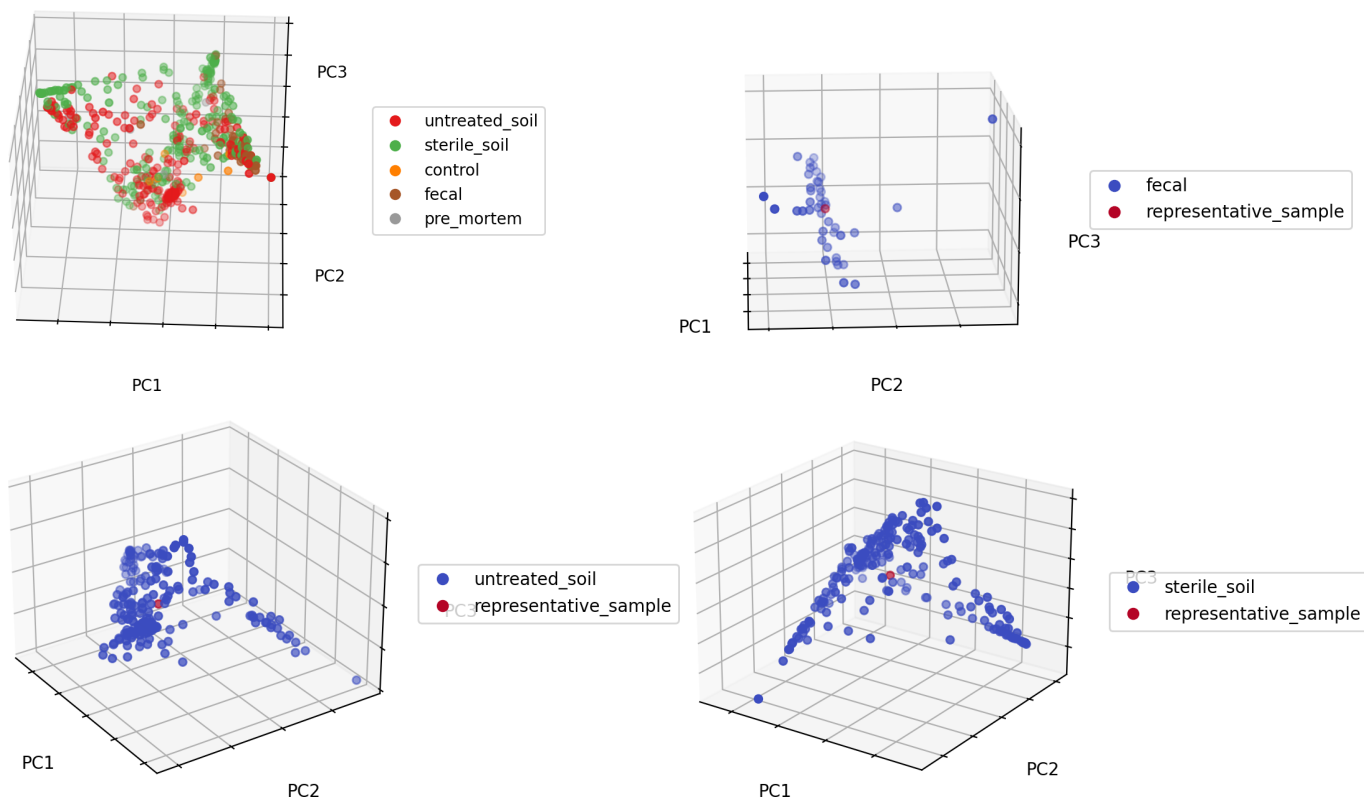 PC3
untreated_soil
sterile_soil
control
fecal
pre_mortem
PC2
PC1
fecal
representative_sample
PC3
PC1
PC2
untreated_soil
representative_sample
PC3
PC1
PC2
PC3
sterile_soil
representative_sample
PC1
PC2